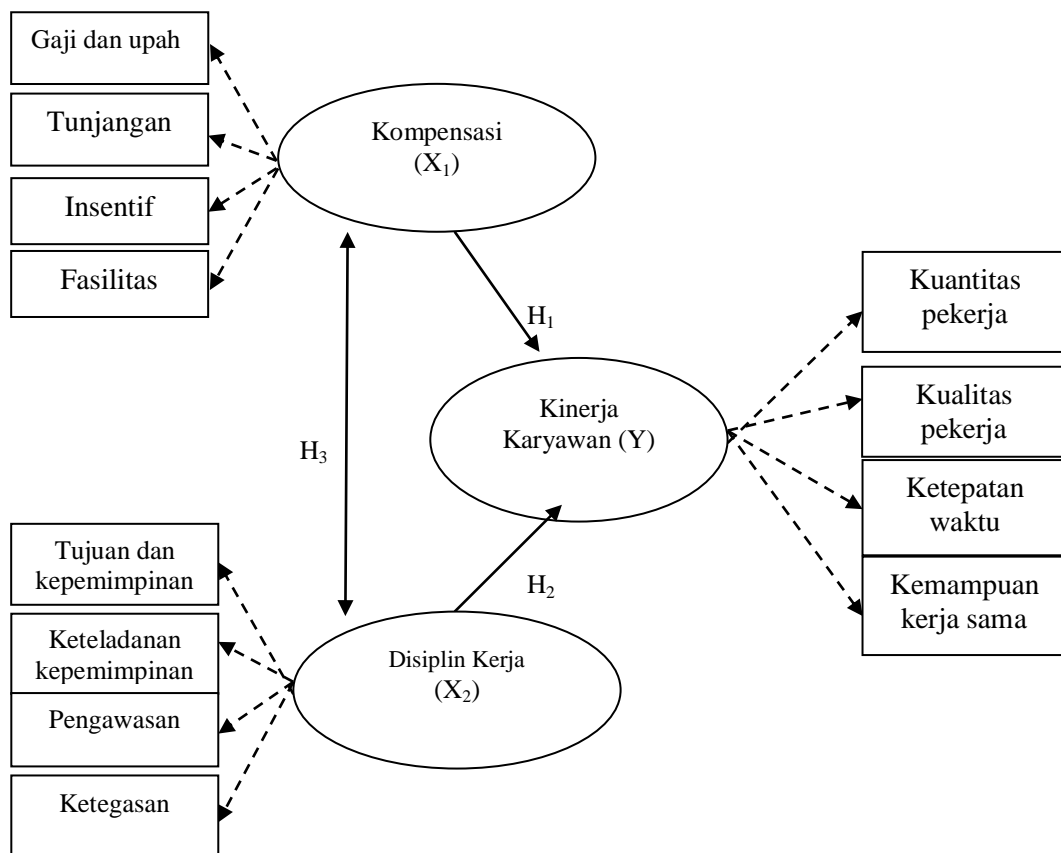 Gaji dan upah
Tunjangan
Insentif
Fasilitas
Kompensasi
(X₁)
H₁
Kuantitas
pekerja
Kualitas
pekerja
Ketepatan
waktu
Kemampuan
kerja sama
Kinerja
Karyawan (Y)
H₃
H₂
Tujuan dan
kepemimpinan
Keteladanan
kepemimpinan
Pengawasan
Ketegasan
Disiplin Kerja
(X₂)